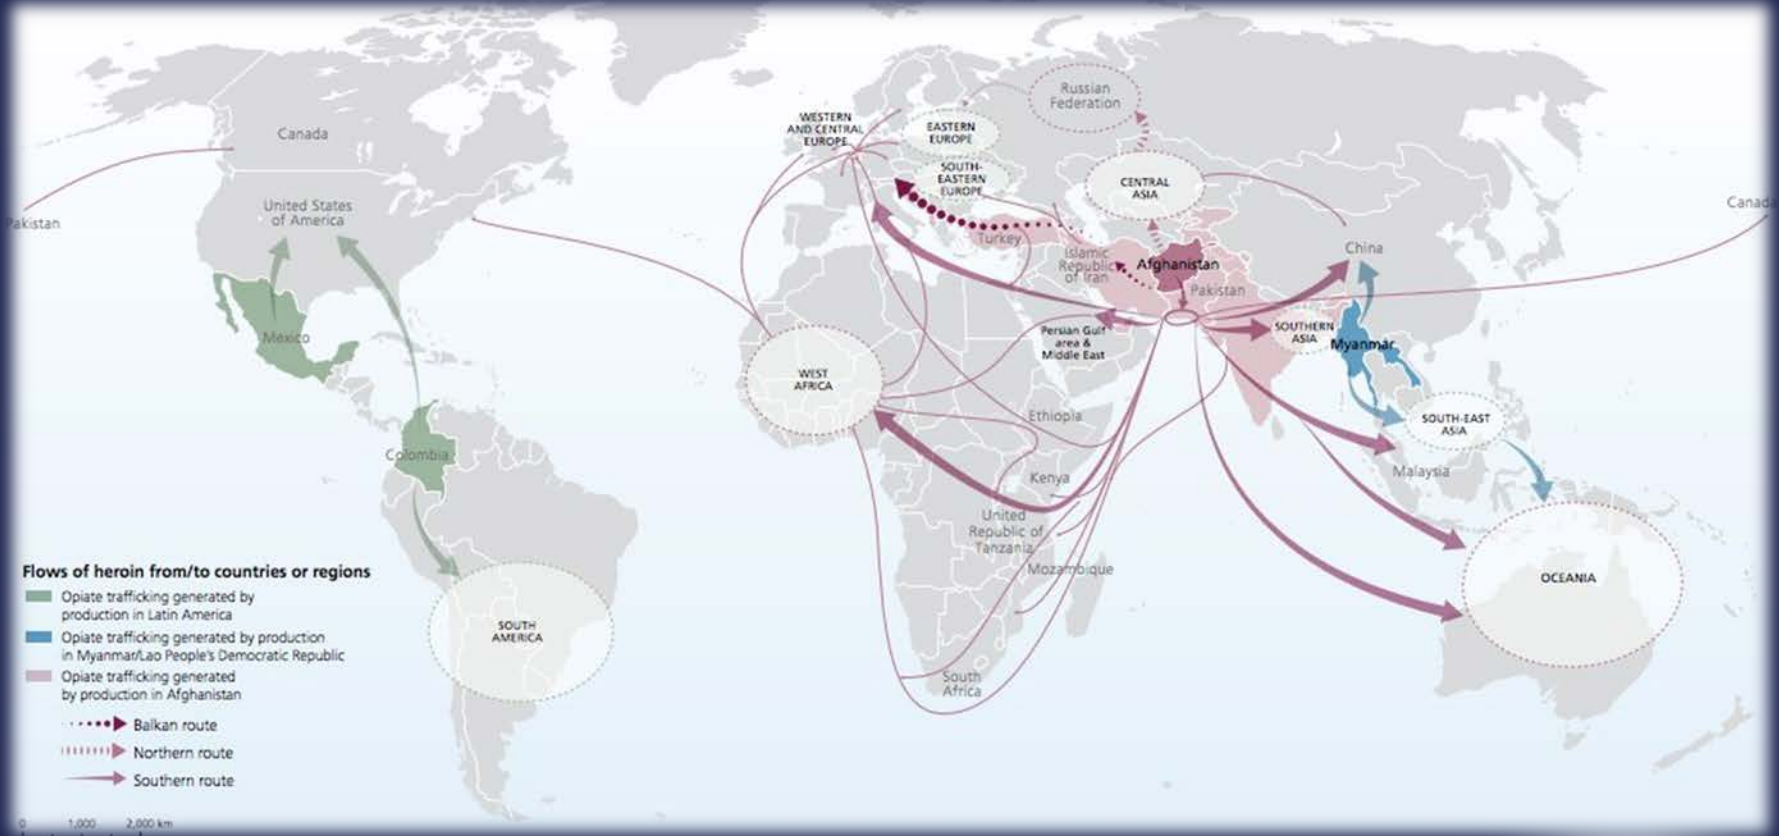 Canada
United States
of America
Pakistan
Mexico
Colombia
SOUTH
AMERICA
WESTERN
AND CENTRAL
EUROPE
EASTERN
EUROPE
SOUTH-
EASTERN
EUROPE
Russian
Federation
CENTRAL
ASIA
Turkey
Islamic
Republic
of Iran
Afghanistan
Pakistan
China
Canada
Persian Gulf
area &
Middle East
SOUTHERN
ASIA
Myanmar
WEST
AFRICA
Ethiopia
Kenya
United
Republic of
Tanzania
Mozambique
South
Africa
SOUTH-EAST
ASIA
Malaysia
OCEANIA
Flows of heroin from/to countries or regions
Opiate trafficking generated by
production in Latin America
Opiate trafficking generated by production
in Myanmar/Lao People's Democratic Republic
Opiate trafficking generated
by production in Afghanistan
Balkan route
Northern route
Southern route
0 1,000 2,000 km